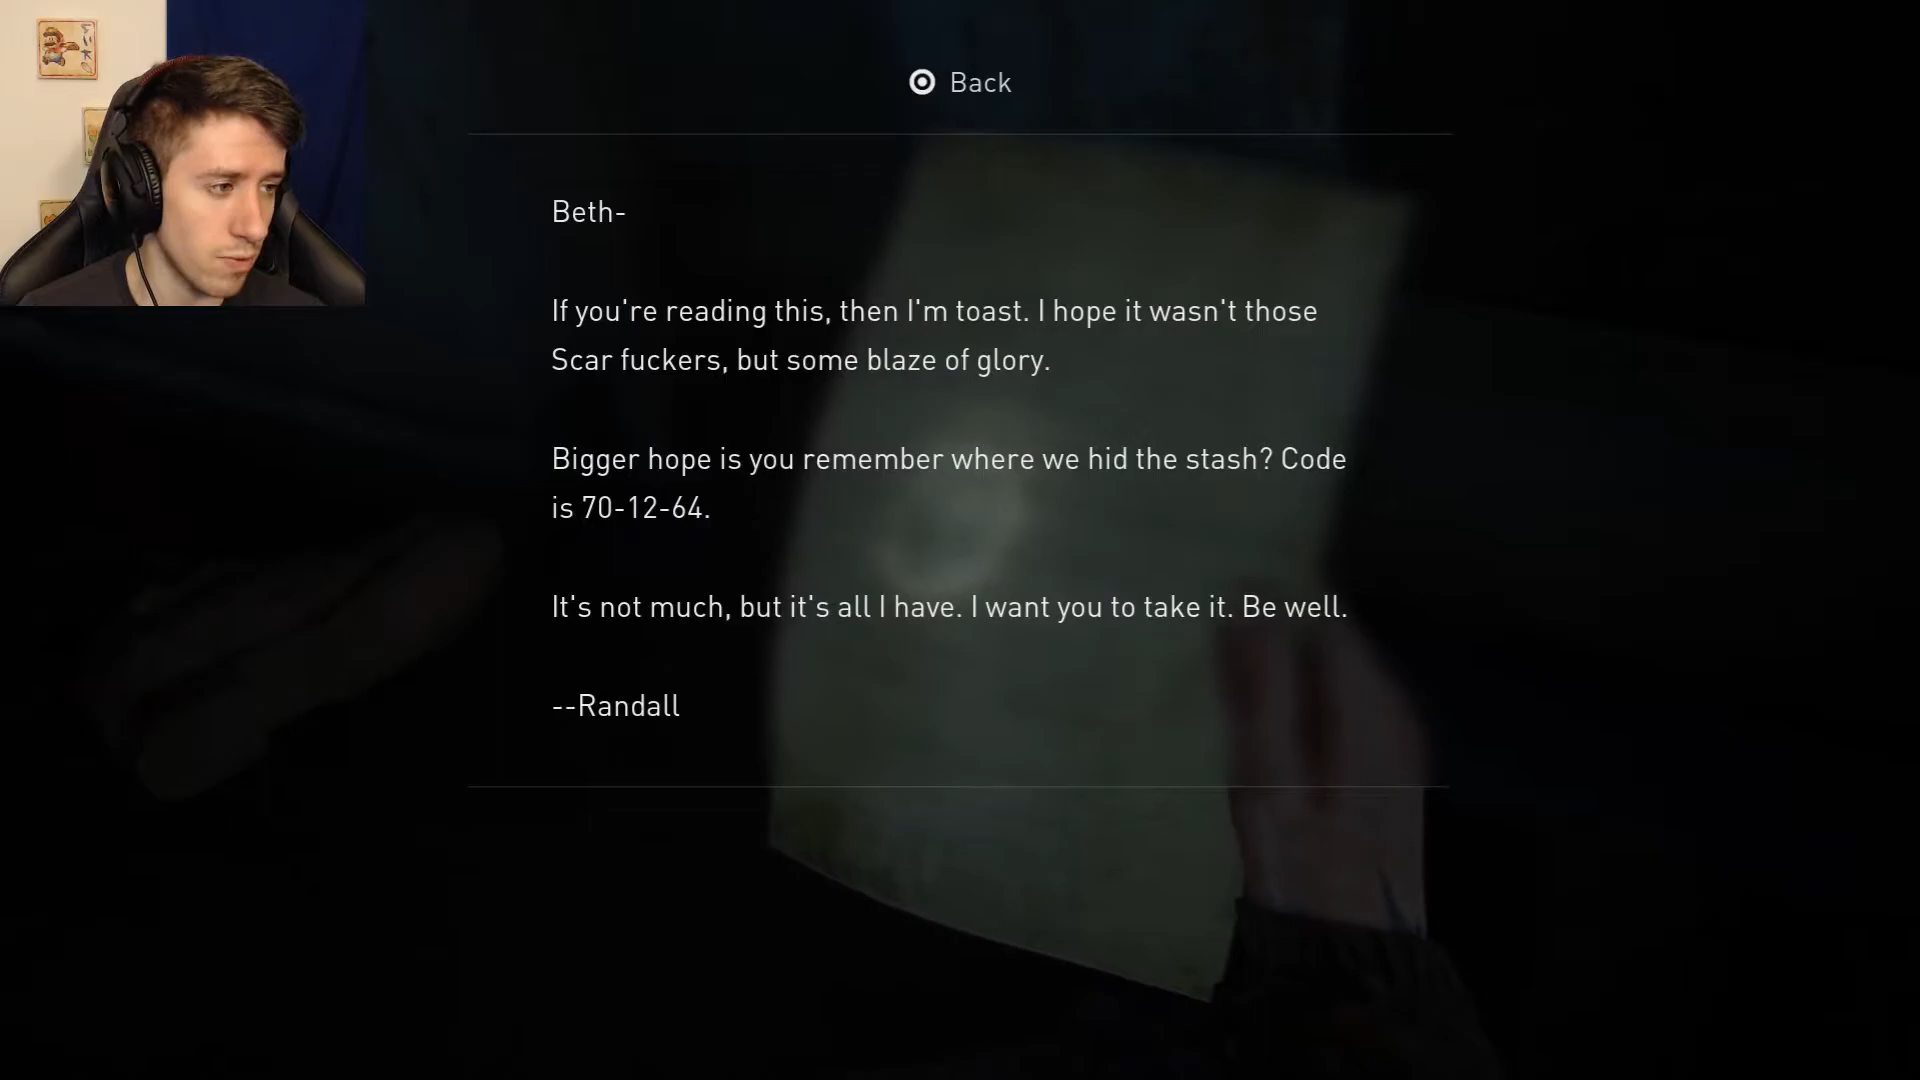 Back
Beth-
If you're reading this, then I'm toast. I hope it wasn't those
Scar fuckers, but some blaze of glory.
Bigger hope is you remember where we hid the stash? Code
is 70-12-64.
It's not much, but it's all I have. I want you to take it. Be well.
--Randall